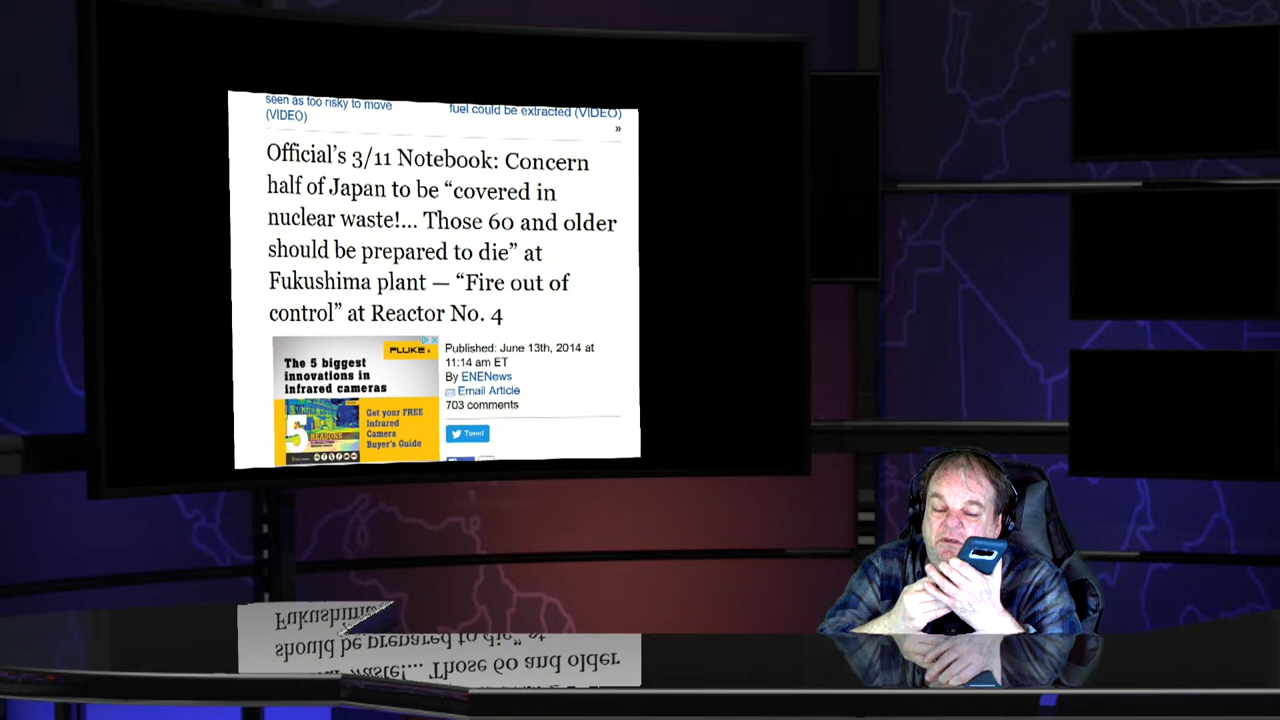 seen as too risky to move
(VIDEO)
fuel could be extracted (VIDEO)
»
Official's 3/11 Notebook: Concern
half of Japan to be “covered in
nuclear waste!... Those 60 and older
should be prepared to die” at
Fukushima plant — “Fire out of
control” at Reactor No. 4
FLUKE
The 5 biggest
innovations in
infrared cameras
5
REASONS
Get your FREE
Infrared
Camera
Buyer's Guide
Published: June 13th, 2014 at
11:14 am ET
By ENENews
Email Article
703 comments
Tweet
Fukushima
should be prepared to die” at
waste!... Those 60 and older